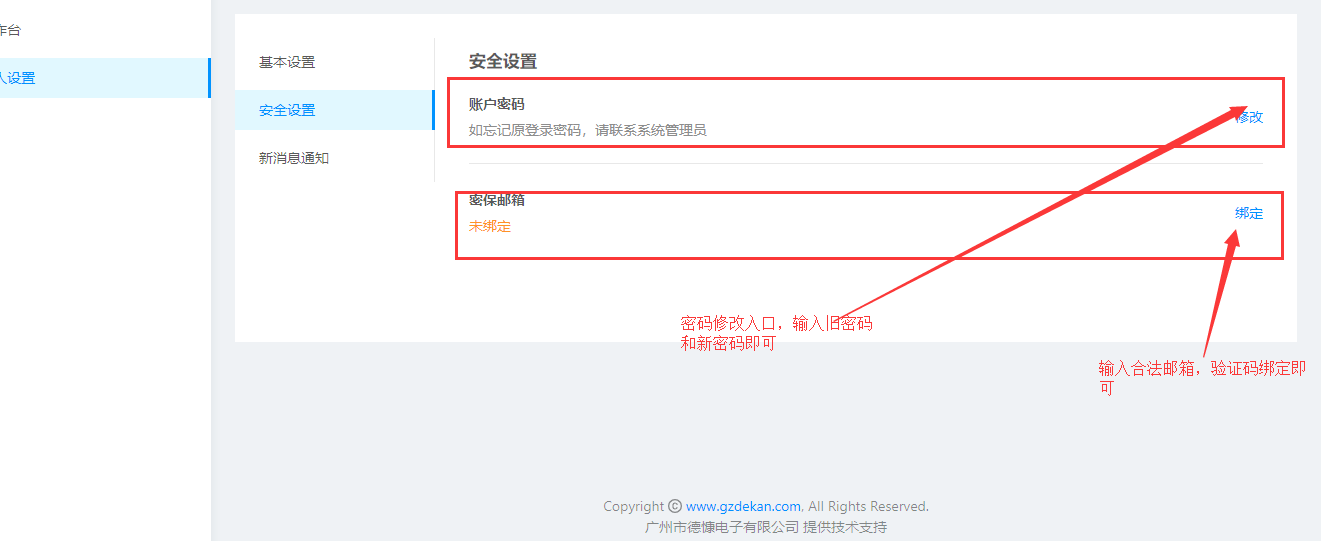 作台
人设置
基本设置
安全设置
新消息通知
安全设置
账户密码
如忘记原登录密码，请联系系统管理员
修改
密保邮箱
未绑定
绑定
密码修改入口，输入旧密码
和新密码即可
输入合法邮箱，验证码绑定即
可
Copyright © www.gzdekan.com, All Rights Reserved.
广州市德慷电子有限公司 提供技术支持